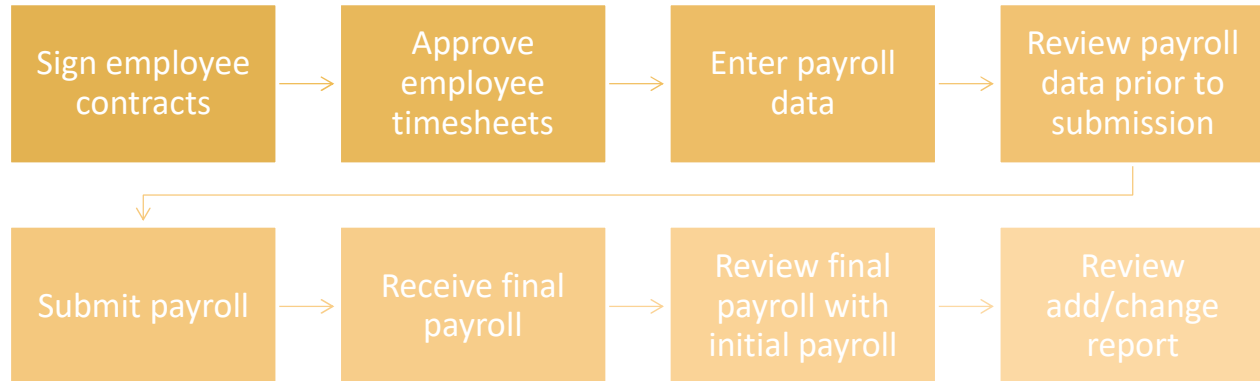 Sign employee
contracts
Approve
employee
timesheets
Enter payroll
data
Review payroll
data prior to
submission
Submit payroll
Receive final
payroll
Review final
payroll with
initial payroll
Review
add/change
report